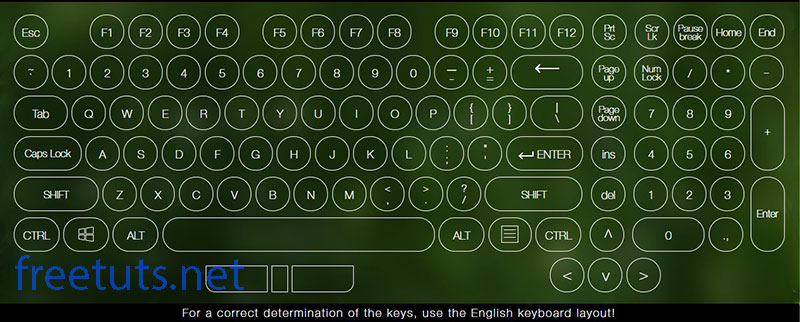 Esc F1 F2 F3 F4 F5 F6 F7 F8 F9 F10 F11 F12 Prt Sc Scr Lk Pause break Home End
~ 1 2 3 4 5 6 7 8 9 0 _ - + = ← Page up Num Lock / * -
Tab Q W E R T Y U I O P { [ } ] | \ Page down 7 8 9 +
Caps Lock A S D F G H J K L : ; " ' ↵ ENTER ins 4 5 6
SHIFT Z X C V B N M < , > . ? / SHIFT del 1 2 3 Enter
CTRL ALT ALT CTRL ^ 0 .,
freetuts.net
< v >
For a correct determination of the keys, use the English keyboard layout!